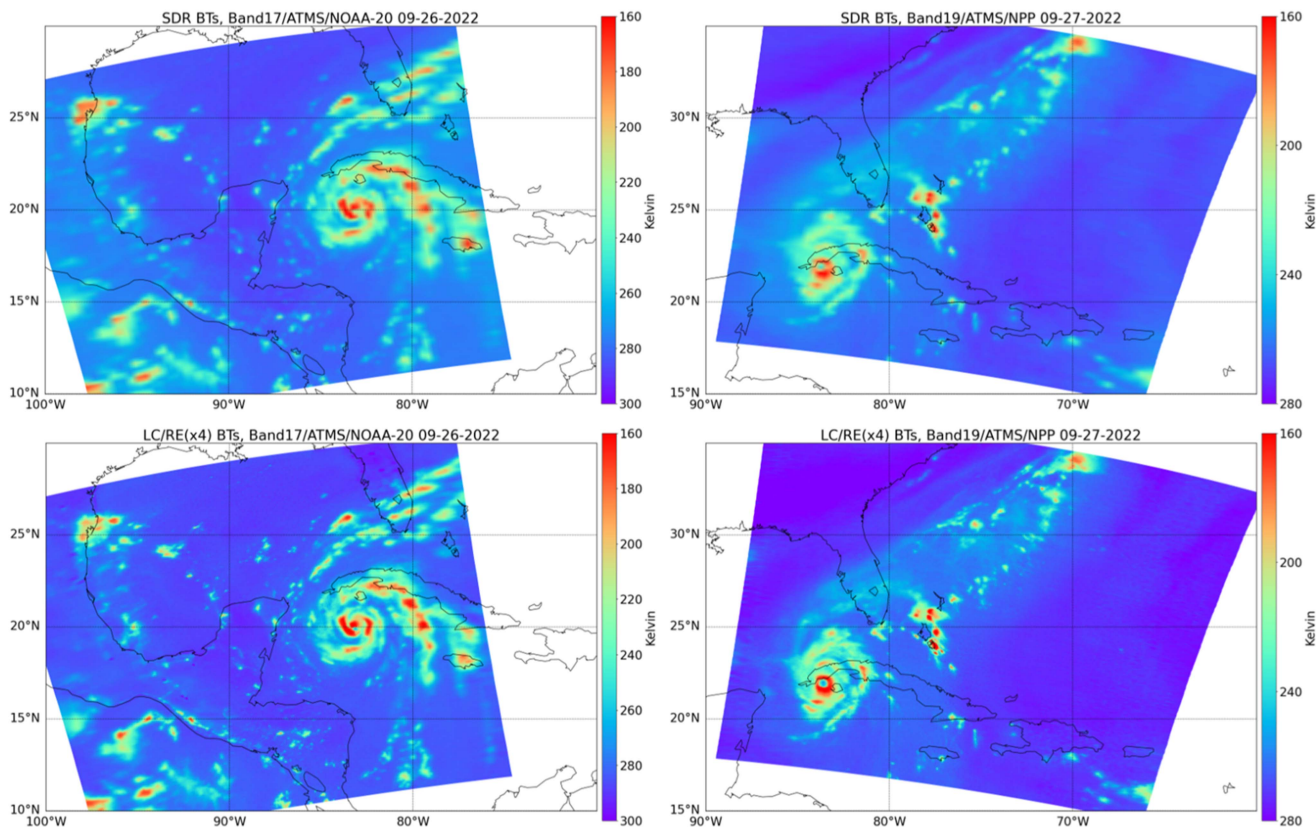 SDR BTs, Band17/ATMS/NOAA-20 09-26-2022
25°N
20°N
15°N
10°N
100°W
90°W
80°W
160
180
200
220
240
260
280
300
Kelvin
SDR BTs, Band19/ATMS/NPP 09-27-2022
30°N
25°N
20°N
15°N
90°W
80°W
70°W
160
200
240
280
Kelvin
LC/RE(x4) BTs, Band17/ATMS/NOAA-20 09-26-2022
25°N
20°N
15°N
10°N
100°W
90°W
80°W
160
180
200
220
240
260
280
300
Kelvin
LC/RE(x4) BTs, Band19/ATMS/NPP 09-27-2022
30°N
25°N
20°N
15°N
90°W
80°W
70°W
160
200
240
280
Kelvin